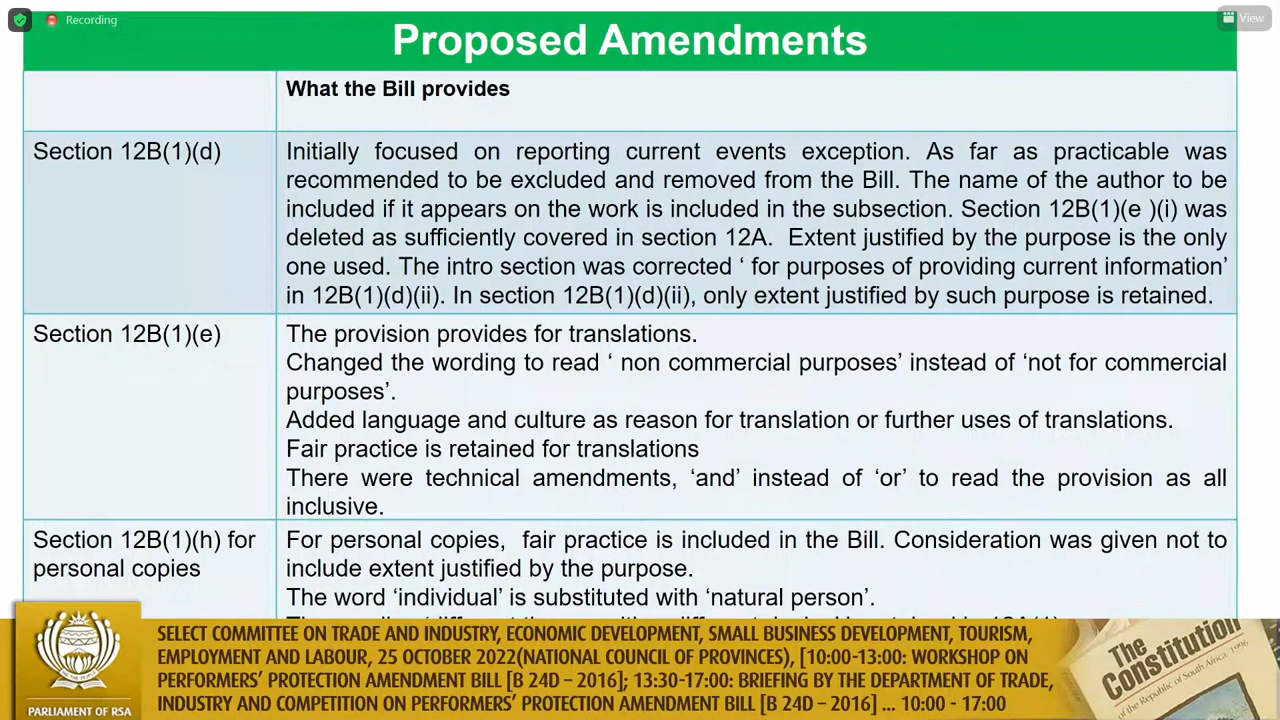 Recording
View
Proposed Amendments
What the Bill provides
Section 12B(1)(d)
Initially focused on reporting current events exception. As far as practicable was
recommended to be excluded and removed from the Bill. The name of the author to be
included if it appears on the work is included in the subsection. Section 12B(1)(e )(i) was
deleted as sufficiently covered in section 12A. Extent justified by the purpose is the only
one used. The intro section was corrected ‘ for purposes of providing current information’
in 12B(1)(d)(ii). In section 12B(1)(d)(ii), only extent justified by such purpose is retained.
Section 12B(1)(e)
The provision provides for translations.
Changed the wording to read ‘ non commercial purposes’ instead of ‘not for commercial
purposes’.
Added language and culture as reason for translation or further uses of translations.
Fair practice is retained for translations
There were technical amendments, ‘and’ instead of ‘or’ to read the provision as all
inclusive.
Section 12B(1)(h) for
personal copies
For personal copies, fair practice is included in the Bill. Consideration was given not to
include extent justified by the purpose.
The word ‘individual’ is substituted with ‘natural person’.
SELECT COMMITTEE ON TRADE AND INDUSTRY, ECONOMIC DEVELOPMENT, SMALL BUSINESS DEVELOPMENT, TOURISM,
EMPLOYMENT AND LABOUR, 25 OCTOBER 2022(NATIONAL COUNCIL OF PROVINCES), [10:00-13:00: WORKSHOP ON
PERFORMERS’ PROTECTION AMENDMENT BILL [B 24D – 2016]; 13:30-17:00: BRIEFING BY THE DEPARTMENT OF TRADE,
INDUSTRY AND COMPETITION ON PERFORMERS’ PROTECTION AMENDMENT BILL [B 24D – 2016] ... 10:00 - 17:00
PARLIAMENT OF RSA
The
Constitution
of the Republic of South Africa, 1996